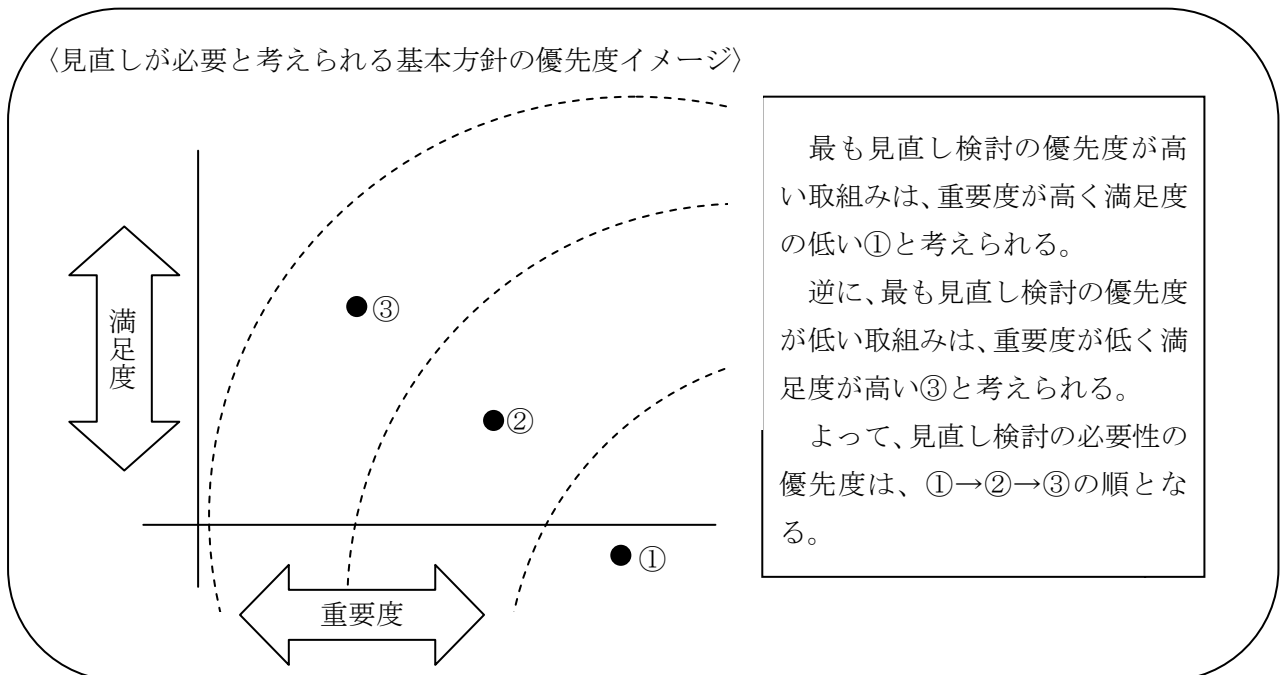 〈見直しが必要と考えられる基本方針の優先度イメージ〉
満足度
③
②
①
重要度
最も見直し検討の優先度が高
い取組みは、重要度が高く満足度
の低い①と考えられる。
逆に、最も見直し検討の優先度
が低い取組みは、重要度が低く満
足度が高い③と考えられる。
よって、見直し検討の必要性の
優先度は、①→②→③の順とな
る。